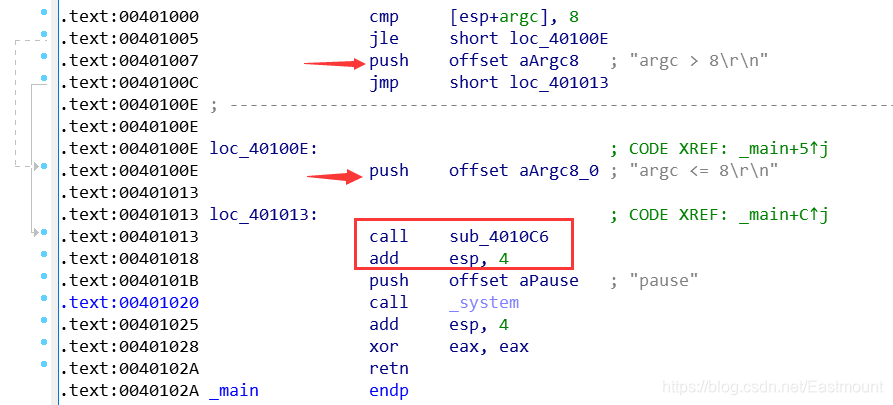 .text:00401000 cmp [esp+argc], 8
.text:00401005 jle short loc_40100E
.text:00401007 push offset aArgc8 ; "argc > 8\r\n"
.text:0040100C jmp short loc_401013
.text:0040100E ; ---------------------------------------------------------------------------
.text:0040100E
.text:0040100E loc_40100E: ; CODE XREF: _main+5↑j
.text:0040100E push offset aArgc8_0 ; "argc <= 8\r\n"
.text:00401013
.text:00401013 loc_401013: ; CODE XREF: _main+C↑j
.text:00401013 call sub_4010C6
.text:00401018 add esp, 4
.text:0040101B push offset aPause ; "pause"
.text:00401020 call _system
.text:00401025 add esp, 4
.text:00401028 xor eax, eax
.text:0040102A retn
.text:0040102A _main endp
https://blog.csdn.net/Eastmount